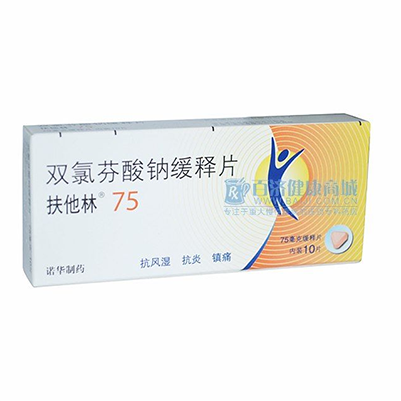 双氯芬酸钠缓释片
扶他林® 75
诺华制药
抗风湿 抗炎 镇痛
75毫克缓释片
内装10片
百济健康商城